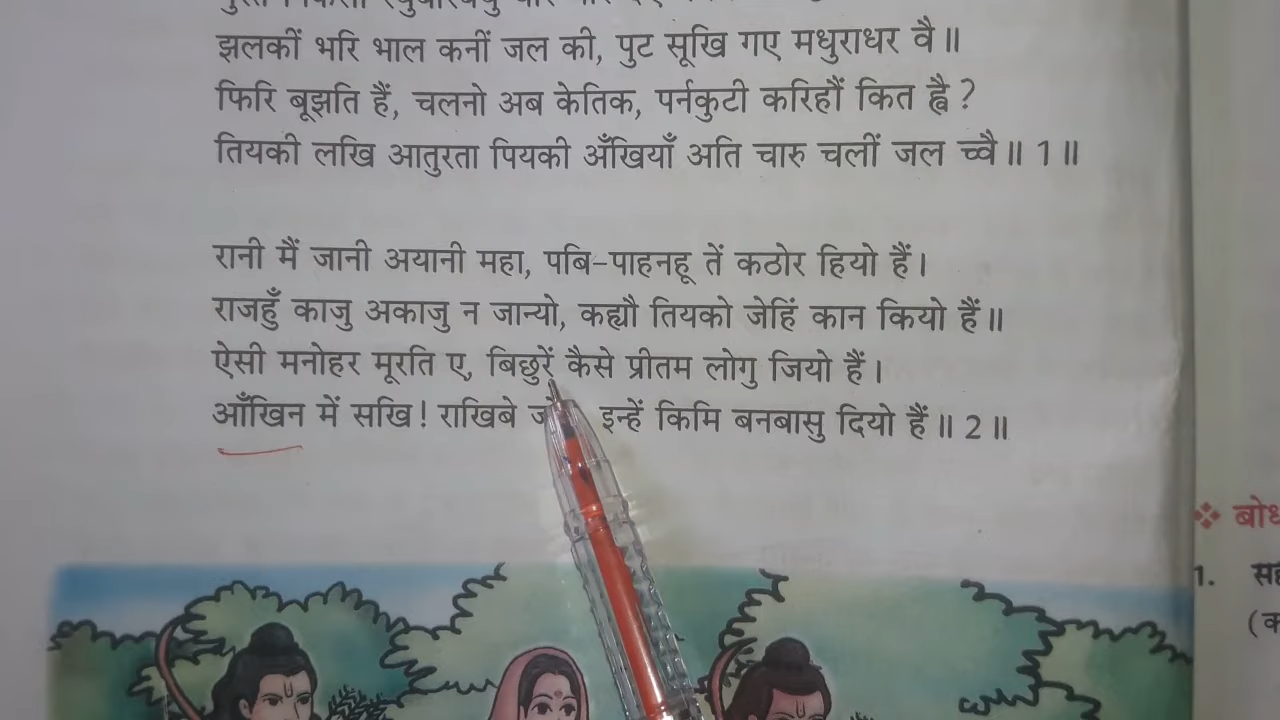 झलकीं भरि भाल कनीं जल की, पुट सूखि गए मधुराधर वै॥
फिरि बूझति हैं, चलनो अब केतिक, पर्नकुटी करिहौं कित ह्वै ?
तियकी लखि आतुरता पियकी अँखियाँ अति चारु चलीं जल च्वै॥ 1॥
रानी मैं जानी अयानी महा, पबि-पाहनहू तें कठोर हियो हैं।
राजहुँ काजु अकाजु न जान्यो, कह्यौ तियको जेहिं कान कियो हैं॥
ऐसी मनोहर मूरति ए, बिछुरें कैसे प्रीतम लोगु जियो हैं।
आँखिन में सखि! राखिबे इन्हें किमि बनबासु दियो हैं॥ 2॥
1.